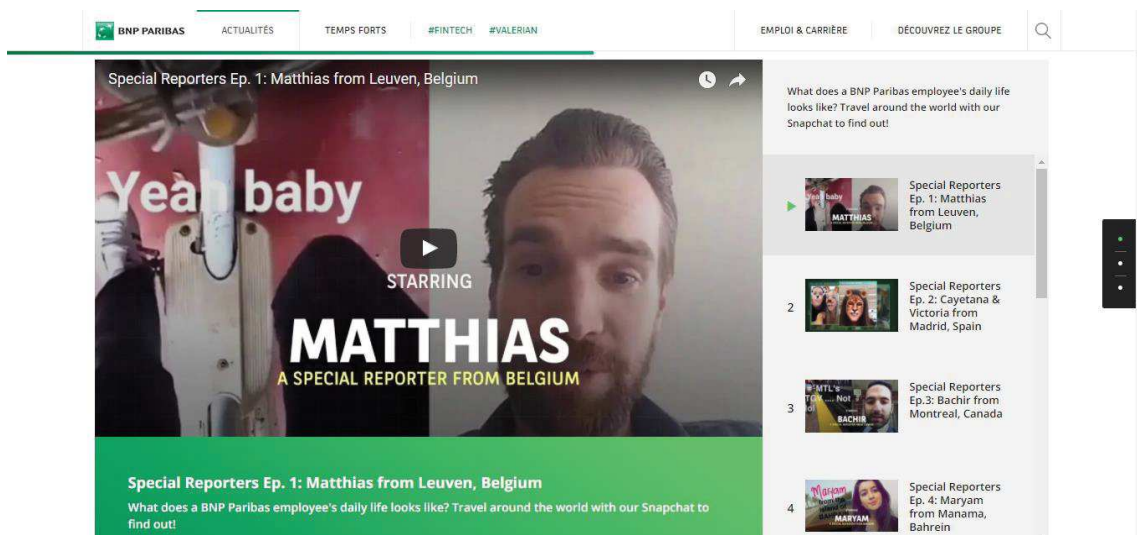 BNP PARIBAS
ACTUALITÉS
TEMPS FORTS
#FINTECH
#VALERIAN
EMPLOI & CARRIÈRE
DÉCOUVREZ LE GROUPE
Special Reporters Ep. 1: Matthias from Leuven, Belgium
Yeah baby
STARRING
MATTHIAS
A SPECIAL REPORTER FROM BELGIUM
Special Reporters Ep. 1: Matthias from Leuven, Belgium
What does a BNP Paribas employee's daily life looks like? Travel around the world with our Snapchat to
find out!
What does a BNP Paribas employee's daily life
looks like? Travel around the world with our
Snapchat to find out!
Yeah baby
MATTHIAS
Special Reporters
Ep. 1: Matthias
from Leuven,
Belgium
2
Special Reporters
Ep. 2: Cayetana &
Victoria from
Madrid, Spain
3
MTL's
TGV .... Not
lol
BACHIR
Special Reporters
Ep.3: Bachir from
Montreal, Canada
4
Maryam
MARYAM
Special Reporters
Ep. 4: Maryam
from Manama,
Bahrein